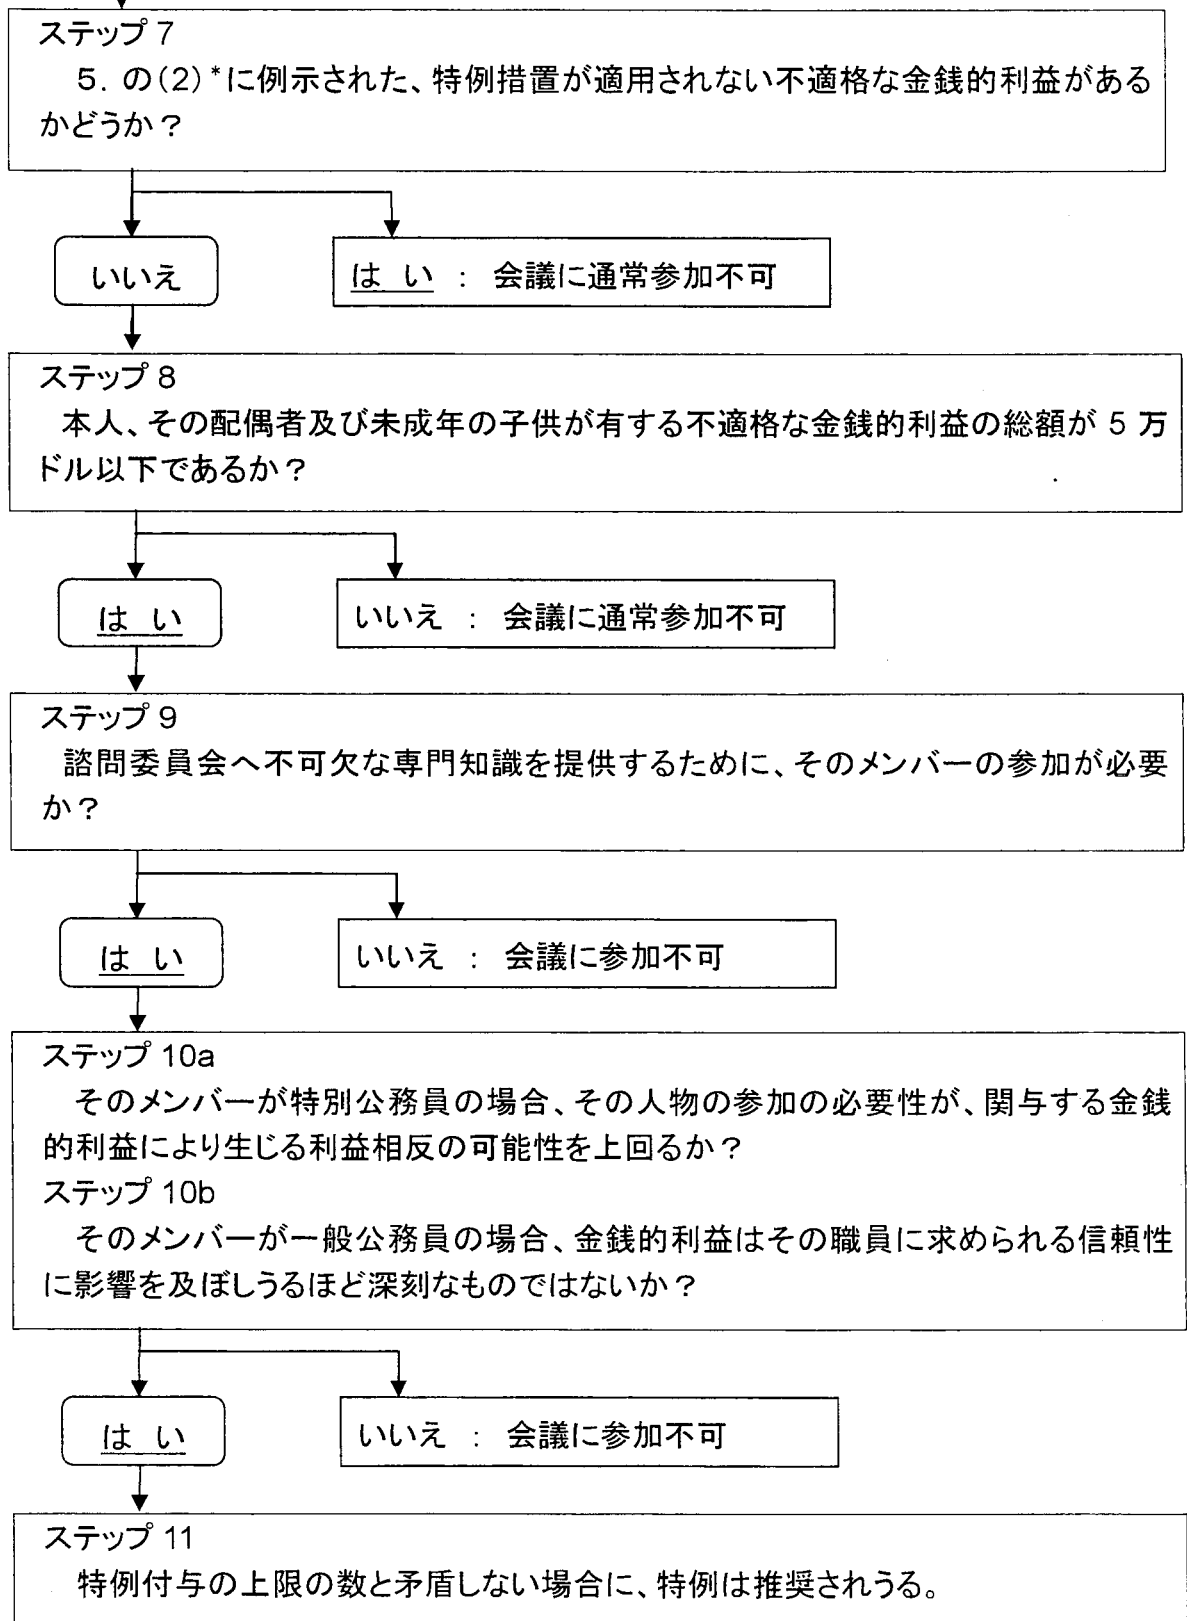 ステップ 7
5. の(2)*に例示された、特例措置が適用されない不適格な金銭的利益がある
かどうか?
いいえ
はい : 会議に通常参加不可
ステップ 8
本人、その配偶者及び未成年の子供が有する不適格な金銭的利益の総額が 5 万
ドル以下であるか?
はい
いいえ : 会議に通常参加不可
ステップ 9
諮問委員会へ不可欠な専門知識を提供するために、そのメンバーの参加が必要
か?
はい
いいえ : 会議に参加不可
ステップ 10a
そのメンバーが特別公務員の場合、その人物の参加の必要性が、関与する金銭
的利益により生じる利益相反の可能性を上回るか?
ステップ 10b
そのメンバーが一般公務員の場合、金銭的利益はその職員に求められる信頼性
に影響を及ぼしうるほど深刻なものではないか?
はい
いいえ : 会議に参加不可
ステップ 11
特例付与の上限の数と矛盾しない場合に、特例は推奨されうる。